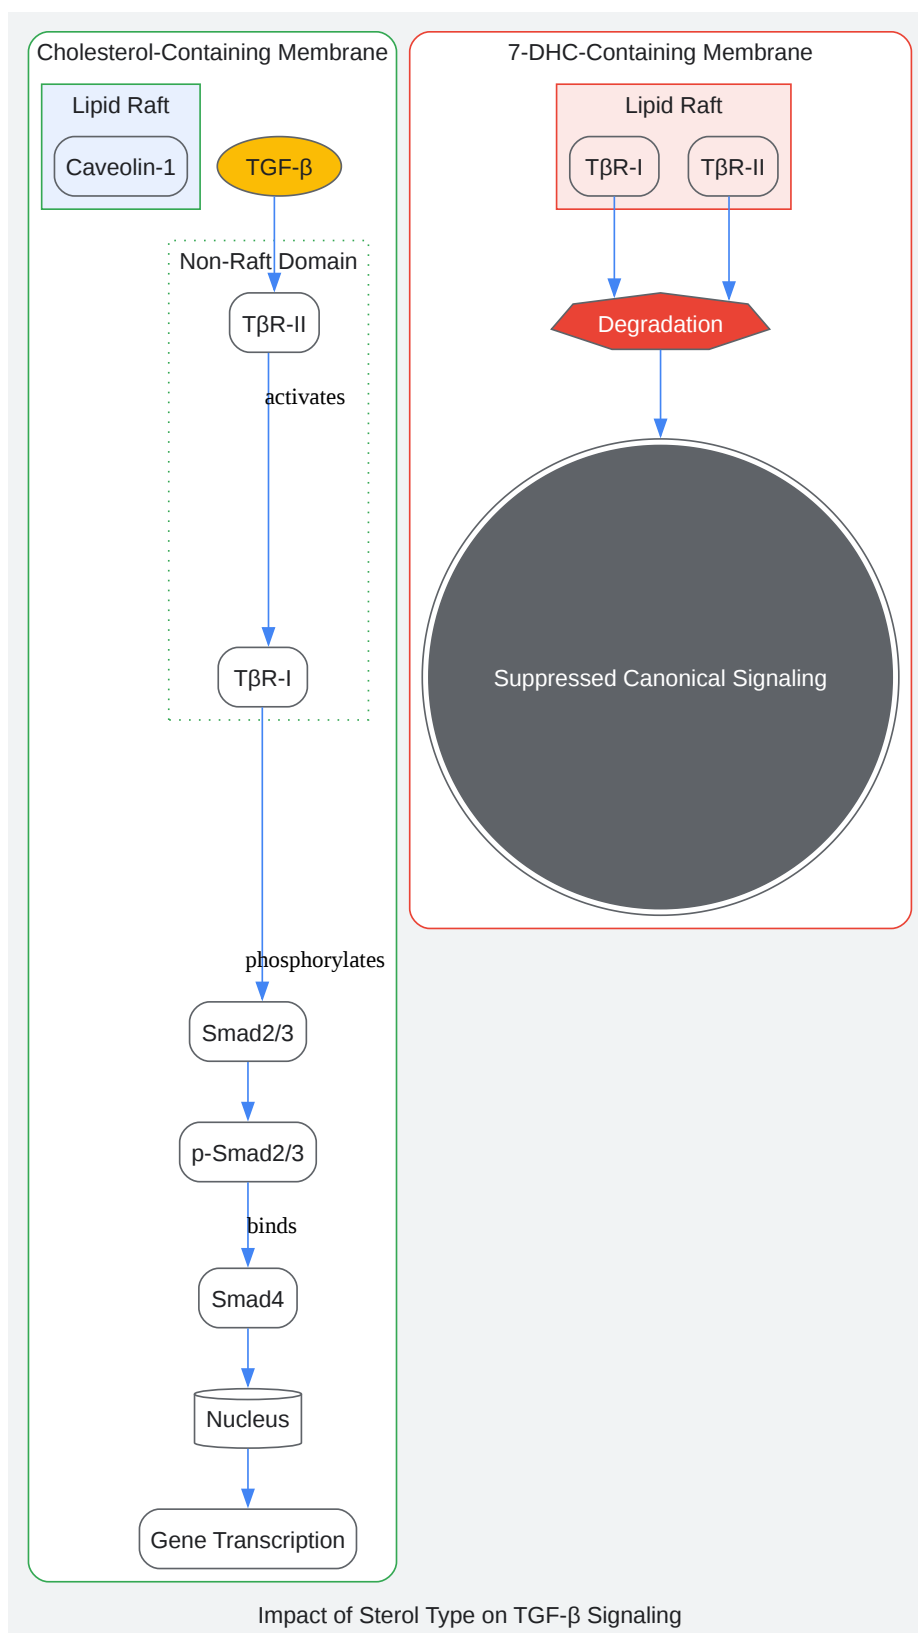 Cholesterol-Containing Membrane
Lipid Raft
Caveolin-1
TGF-β
Non-Raft Domain
TβR-II
activates
TβR-I
phosphorylates
Smad2/3
p-Smad2/3
binds
Smad4
Nucleus
Gene Transcription
7-DHC-Containing Membrane
Lipid Raft
TβR-I
TβR-II
Degradation
Suppressed Canonical Signaling
Impact of Sterol Type on TGF-β Signaling